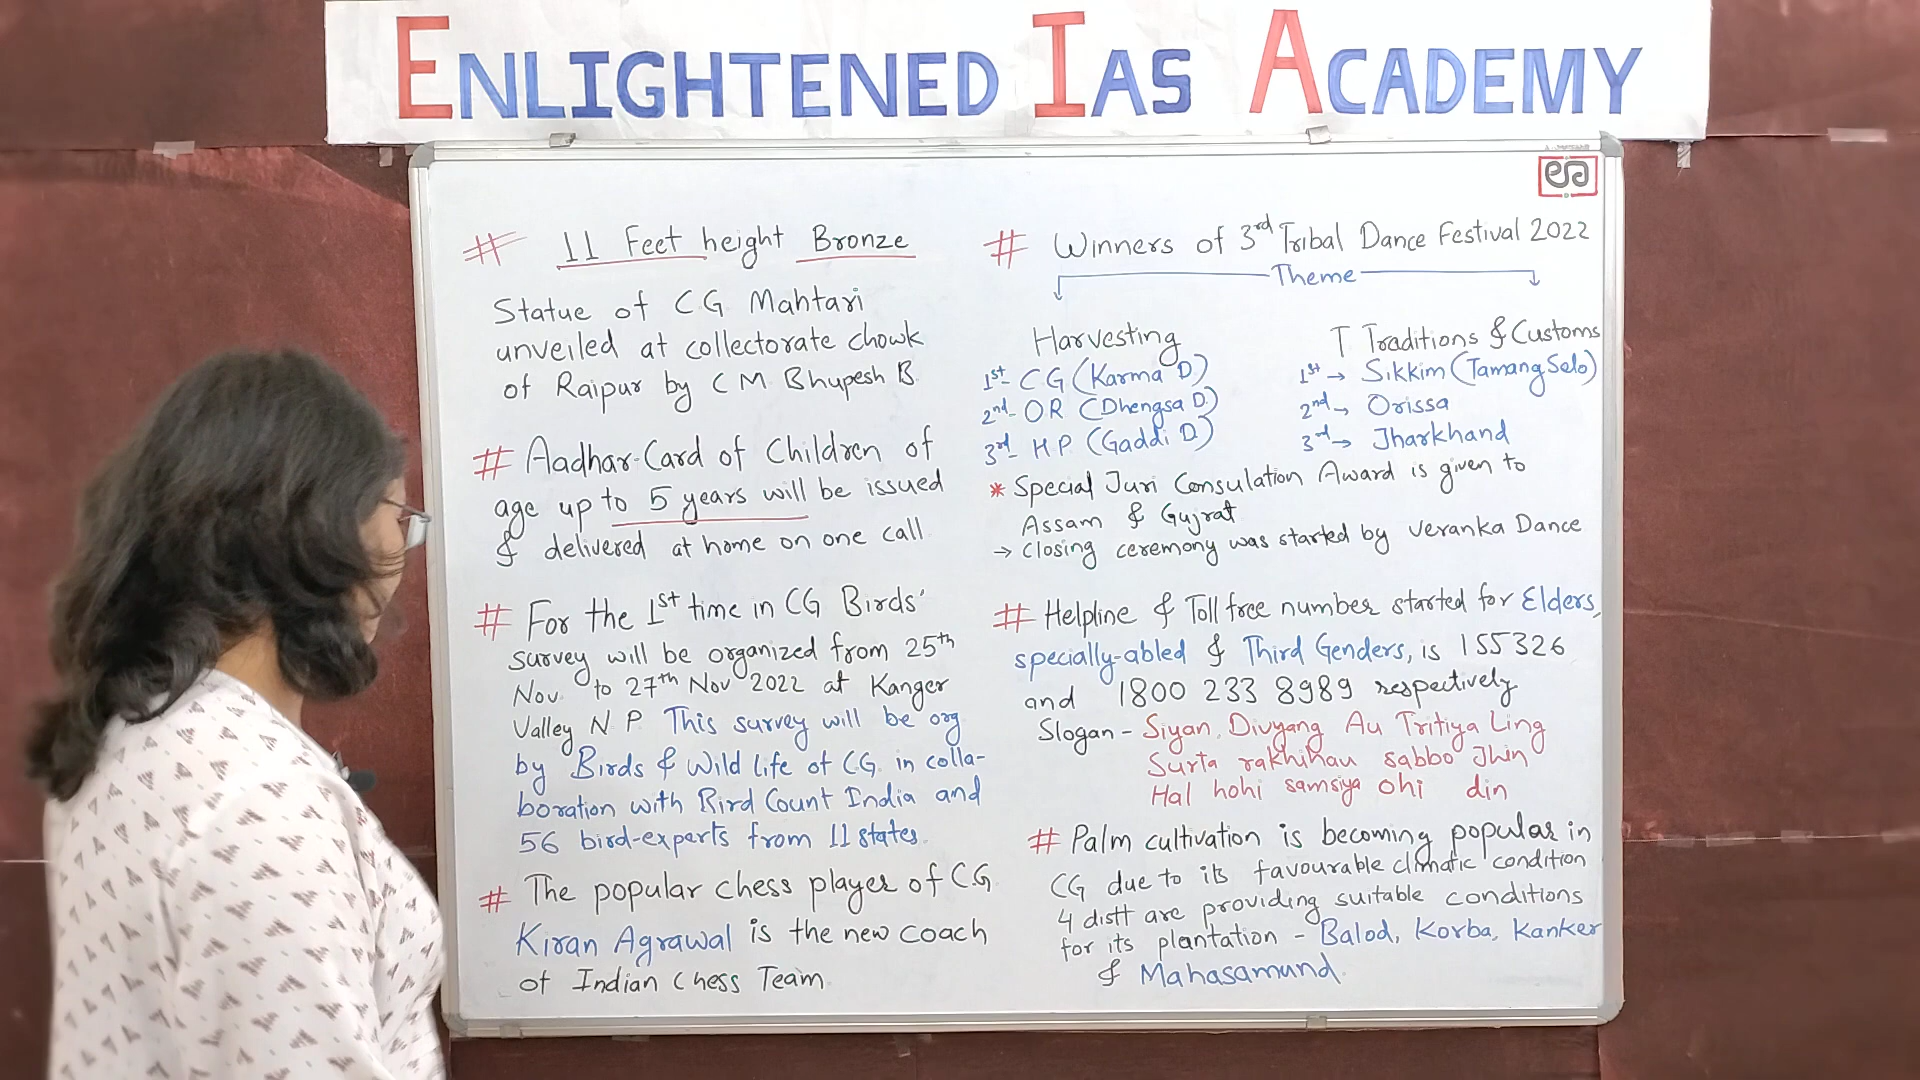 ENLIGHTENED IAS ACADEMY
# 11 Feet height Bronze
Statue of CG Mahtari
unveiled at collectorate chowk
of Raipur by CM Bhupesh B.
# Aadhar-Card of Children of
age up to 5 years will be issued
& delivered at home on one call
# For the 1st time in CG Birds'
survey will be organized from 25th
Nov. to 27th Nov 2022 at Kanger
Valley N.P. This survey will be org
by Birds & Wild life of CG in colla-
boration with Rird Count India and
56 bird-experts from 11 states.
# The popular chess player of C.G
Kiran Agrawal is the new coach
of Indian Chess Team
# Winners of 3rd Tribal Dance Festival 2022
Theme
Harvesting
1st- CG (Karma D)
2nd- OR (Dhengsa D.)
3rd- H.P. (Gaddi D)
T Traditions & Customs
1st → Sikkim (Tamang Selo)
2nd → Orissa
3rd → Jharkhand
* Special Juri Consulation Award is given to
Assam & Gujrat
→ closing ceremony was started by veranka Dance
# Helpline & Toll free number started for Elders,
specially-abled & Third Genders, is 155326
and 1800 233 8989 respectively
Slogan - Siyan, Divyang Au Tritiya Ling
Surta rakhihau sabbo Jhin
Hal hohi samsiya ohi din
# Palm cultivation is becoming popular in
CG due to its favourable climatic condition
4 distt are providing suitable conditions
for its plantation - Balod, Korba, Kanker
& Mahasamund.